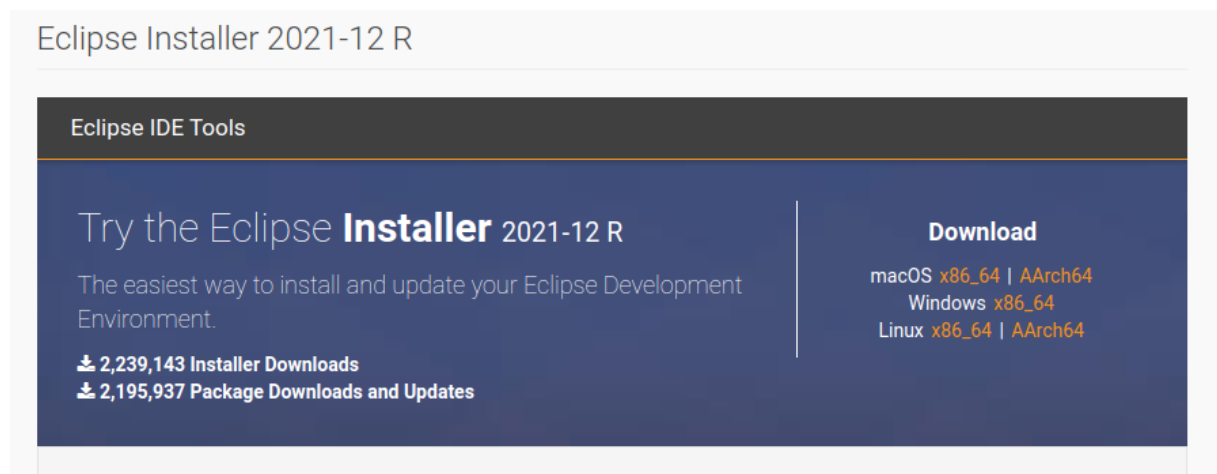 Eclipse Installer 2021-12 R
Eclipse IDE Tools
Try the Eclipse Installer 2021-12 R
The easiest way to install and update your Eclipse Development
Environment.
2,239,143 Installer Downloads
2,195,937 Package Downloads and Updates
Download
macOS x86_64 | AArch64
Windows x86_64
Linux x86_64 | AArch64